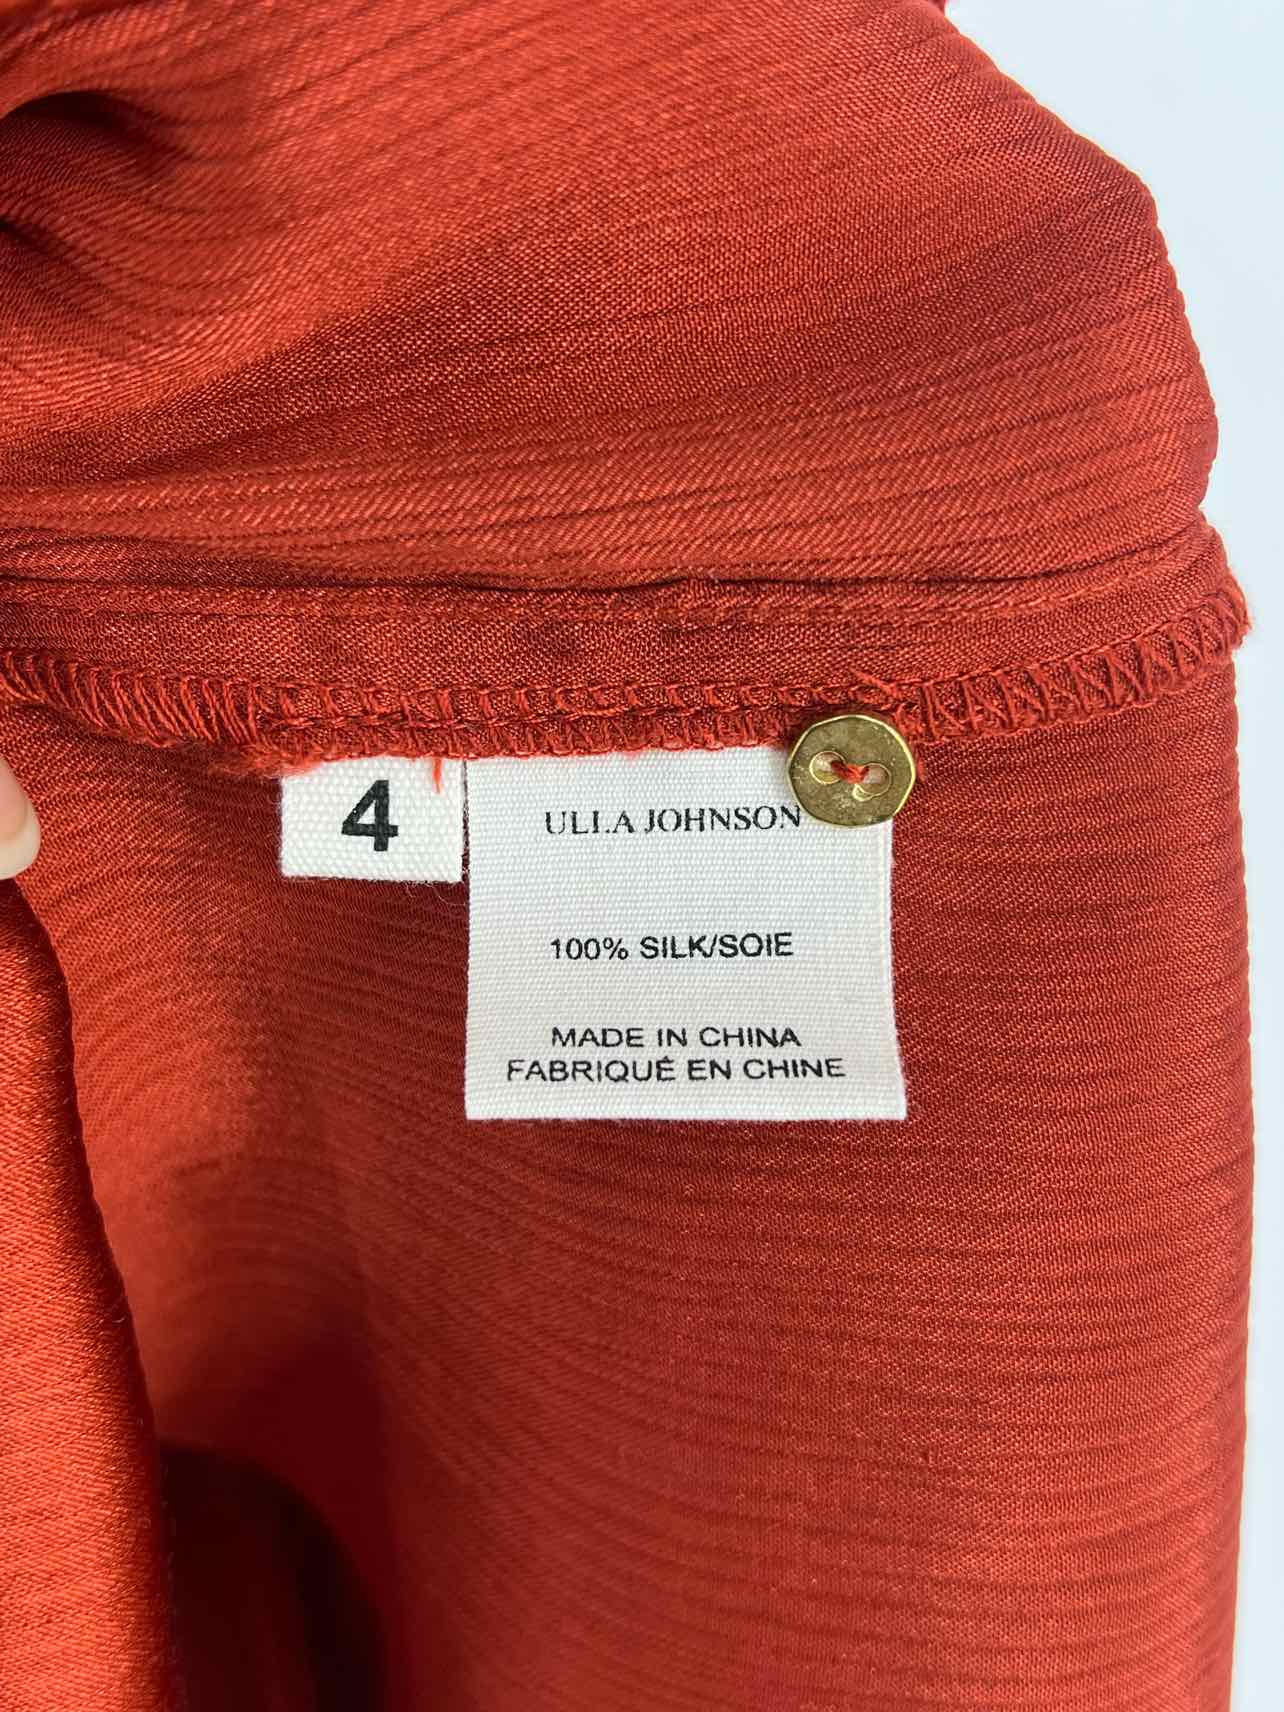 4
ULLA JOHNSON
100% SILK/SOIE
MADE IN CHINA
FABRIQUÉ EN CHINE